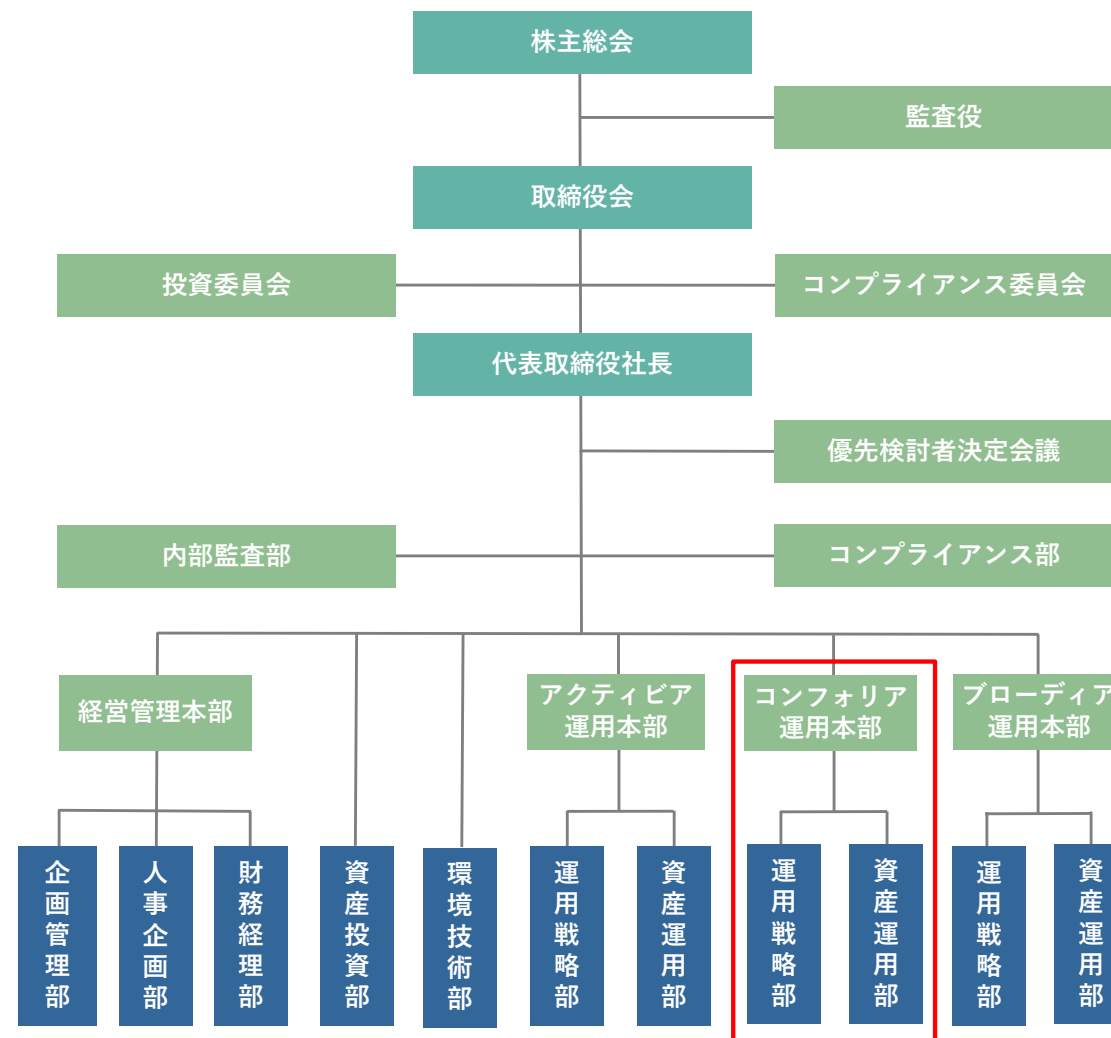 株主総会
監査役
取締役会
投資委員会
コンプライアンス委員会
代表取締役社長
優先検討者決定会議
内部監査部
コンプライアンス部
経営管理本部
アクティビア
運用本部
コンフォリア
運用本部
ブローディア
運用本部
企画管理部
人事企画部
財務経理部
資産投資部
環境技術部
運用戦略部
資産運用部
運用戦略部
資産運用部
運用戦略部
資産運用部